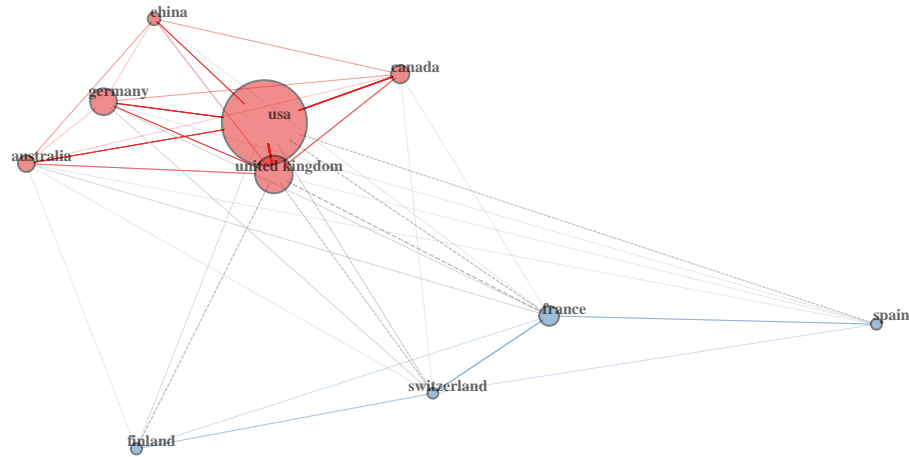 china
canada
germany
usa
australia
united kingdom
france
spain
switzerland
finland